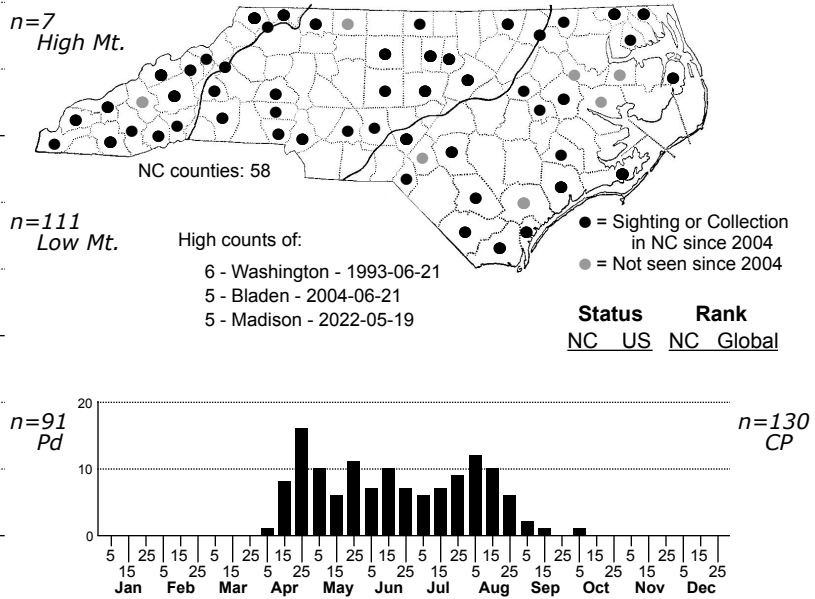 n=7
High Mt.
NC counties: 58
n=111
Low Mt.
High counts of:
6 - Washington - 1993-06-21
5 - Bladen - 2004-06-21
5 - Madison - 2022-05-19
= Sighting or Collection
in NC since 2004
= Not seen since 2004
Status Rank
NC US NC Global
n=91
Pd
n=130
CP
20
10
0
5 25 15 5 25 15 5 25 15 5 25 15 5 25 15 5 25 15
15 5 25 15 5 25 15 5 25 15 5 25 15 5 25 15 5 25
Jan Feb Mar Apr May Jun Jul Aug Sep Oct Nov Dec